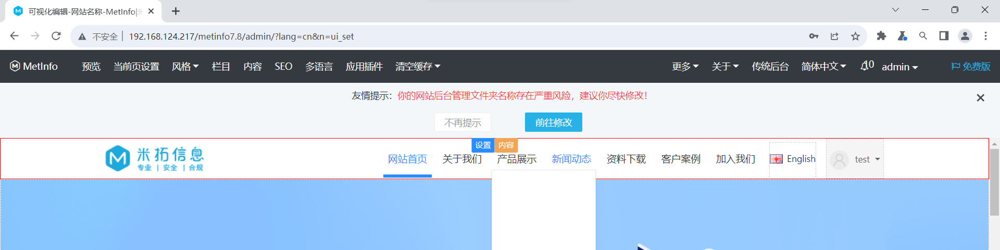 可视化编辑-网站名称-MetInfo|
不安全 192.168.124.217/metinfo7.8/admin/?lang=cn&n=ui_set
MetInfo 预览 当前页设置 风格 栏目 内容 SEO 多语言 应用插件 清空缓存 更多 关于 传统后台 简体中文 10 admin 免费版
友情提示：你的网站后台管理文件夹名称存在严重风险，建议你尽快修改！
不再提示 前往修改
设置 内容
米拓信息 网站首页 关于我们 产品展示 新闻动态 资料下载 客户案例 加入我们 English test
专业 | 安全 | 合规